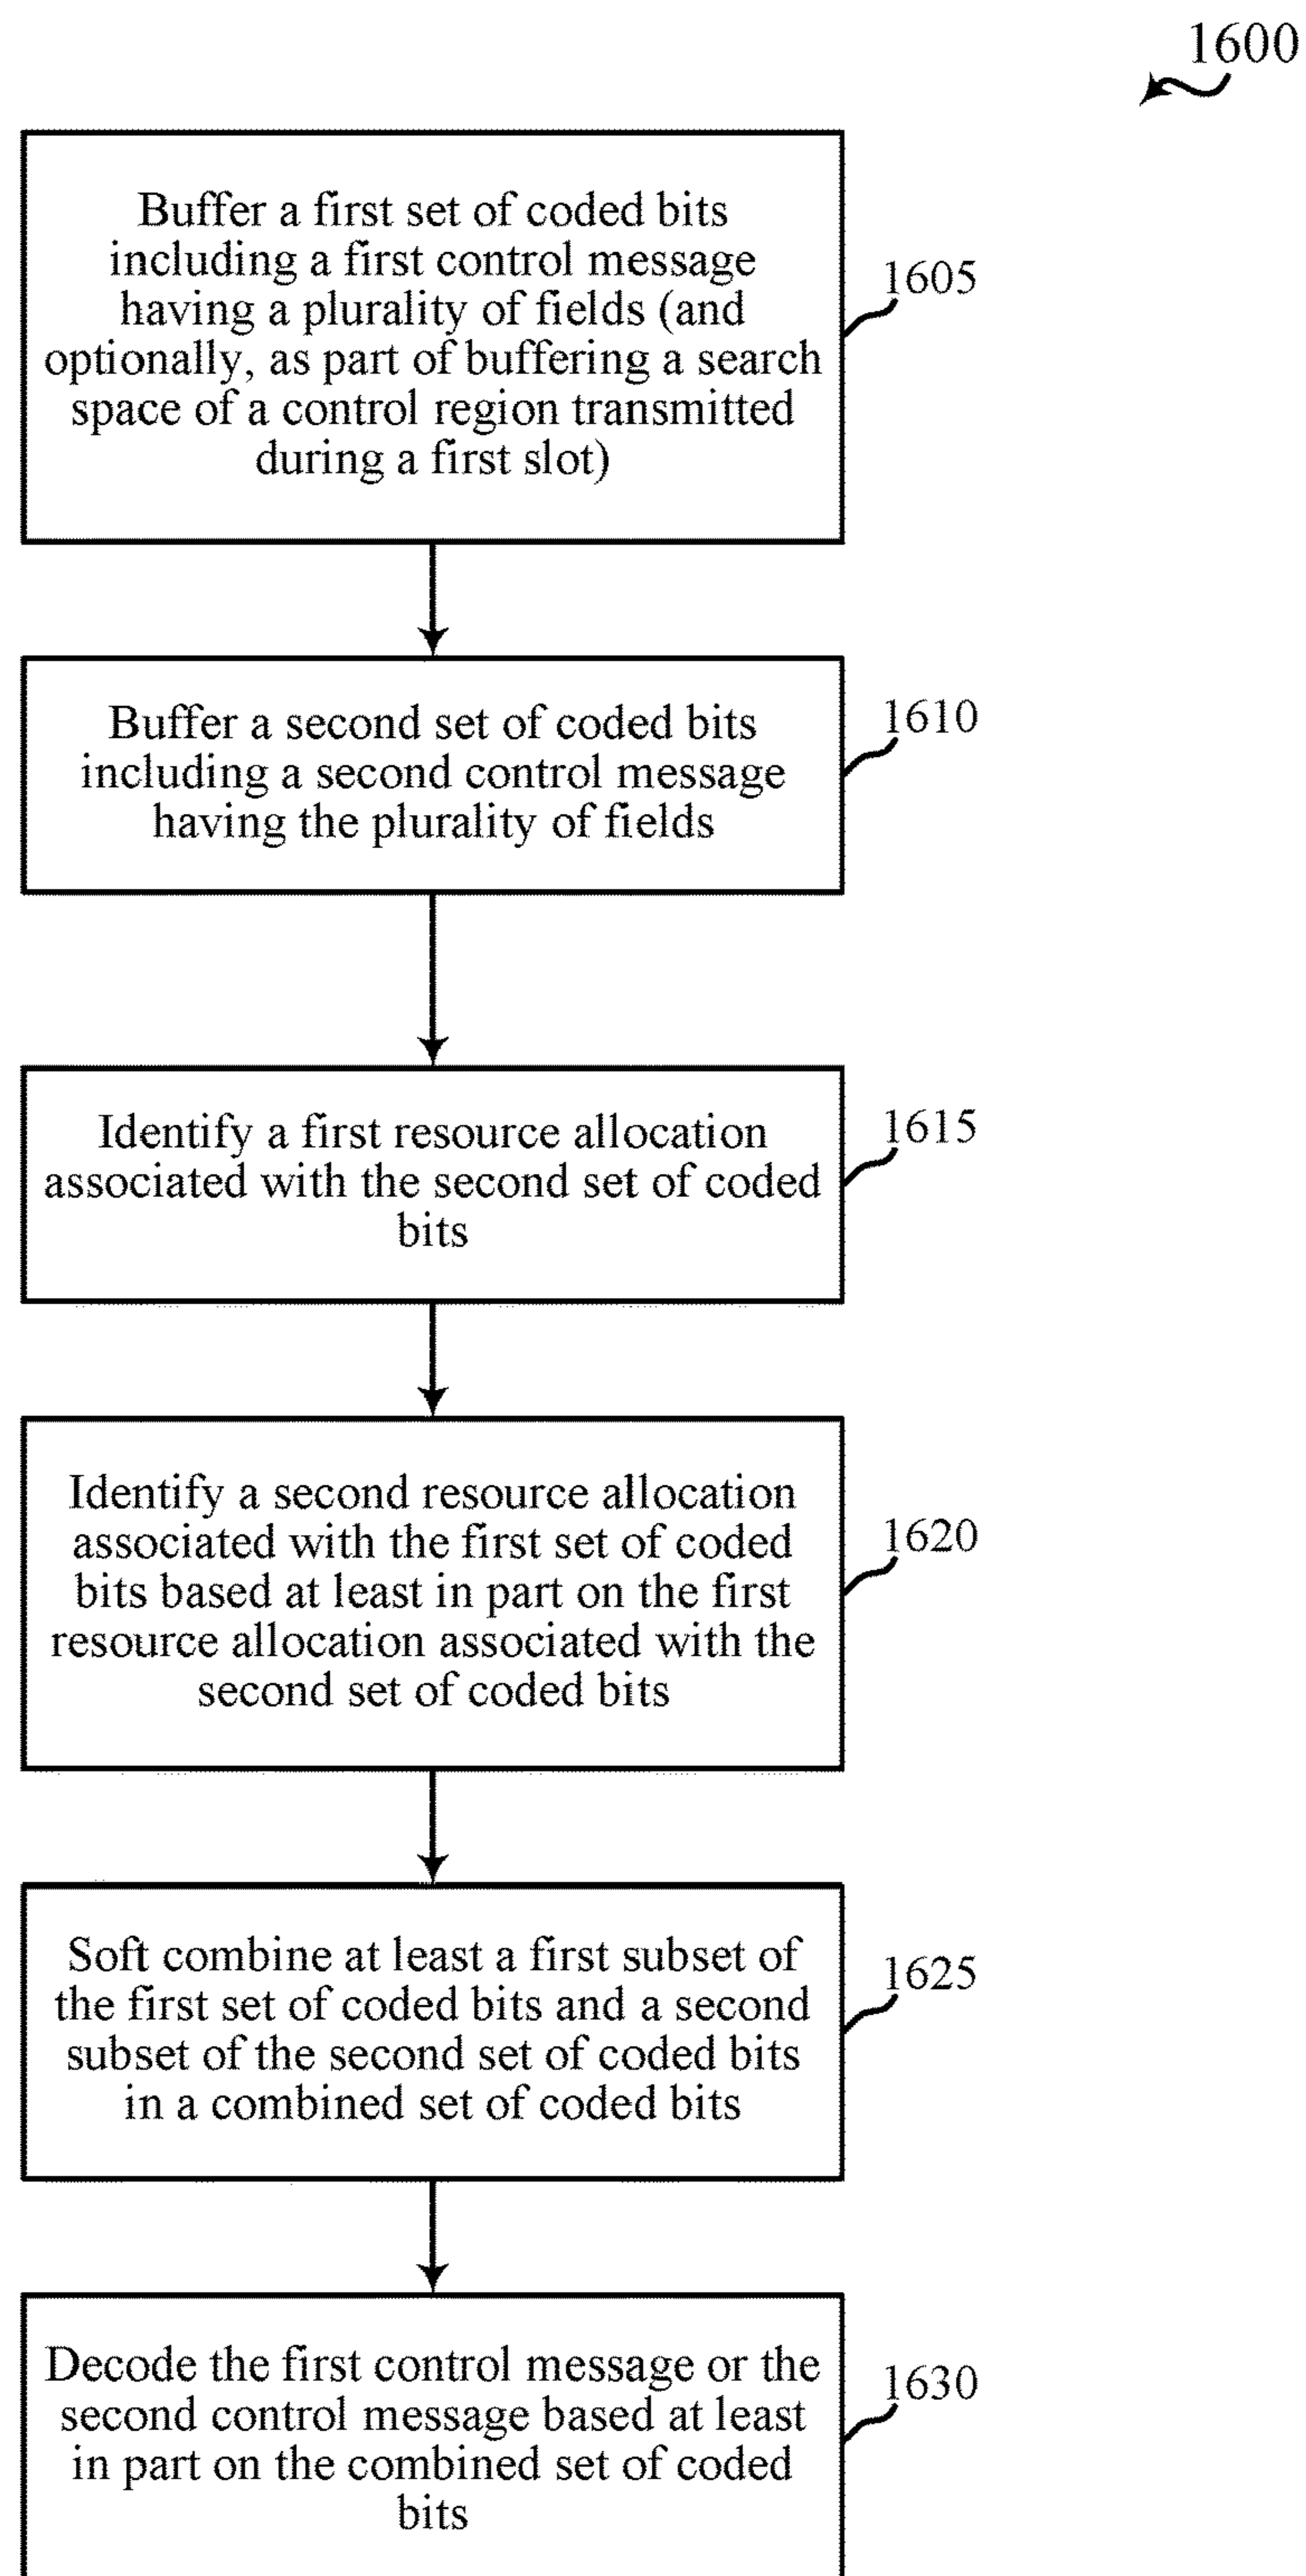 1600
Buffer a first set of coded bits
including a first control message
having a plurality of fields (and
optionally, as part of buffering a search
space of a control region transmitted
during a first slot)
1605
Buffer a second set of coded bits
including a second control message
having the plurality of fields
1610
Identify a first resource allocation
associated with the second set of coded
bits
1615
Identify a second resource allocation
associated with the first set of coded
bits based at least in part on the first
resource allocation associated with the
second set of coded bits
1620
Soft combine at least a first subset of
the first set of coded bits and a second
subset of the second set of coded bits
in a combined set of coded bits
1625
Decode the first control message or the
second control message based at least
in part on the combined set of coded
bits
1630